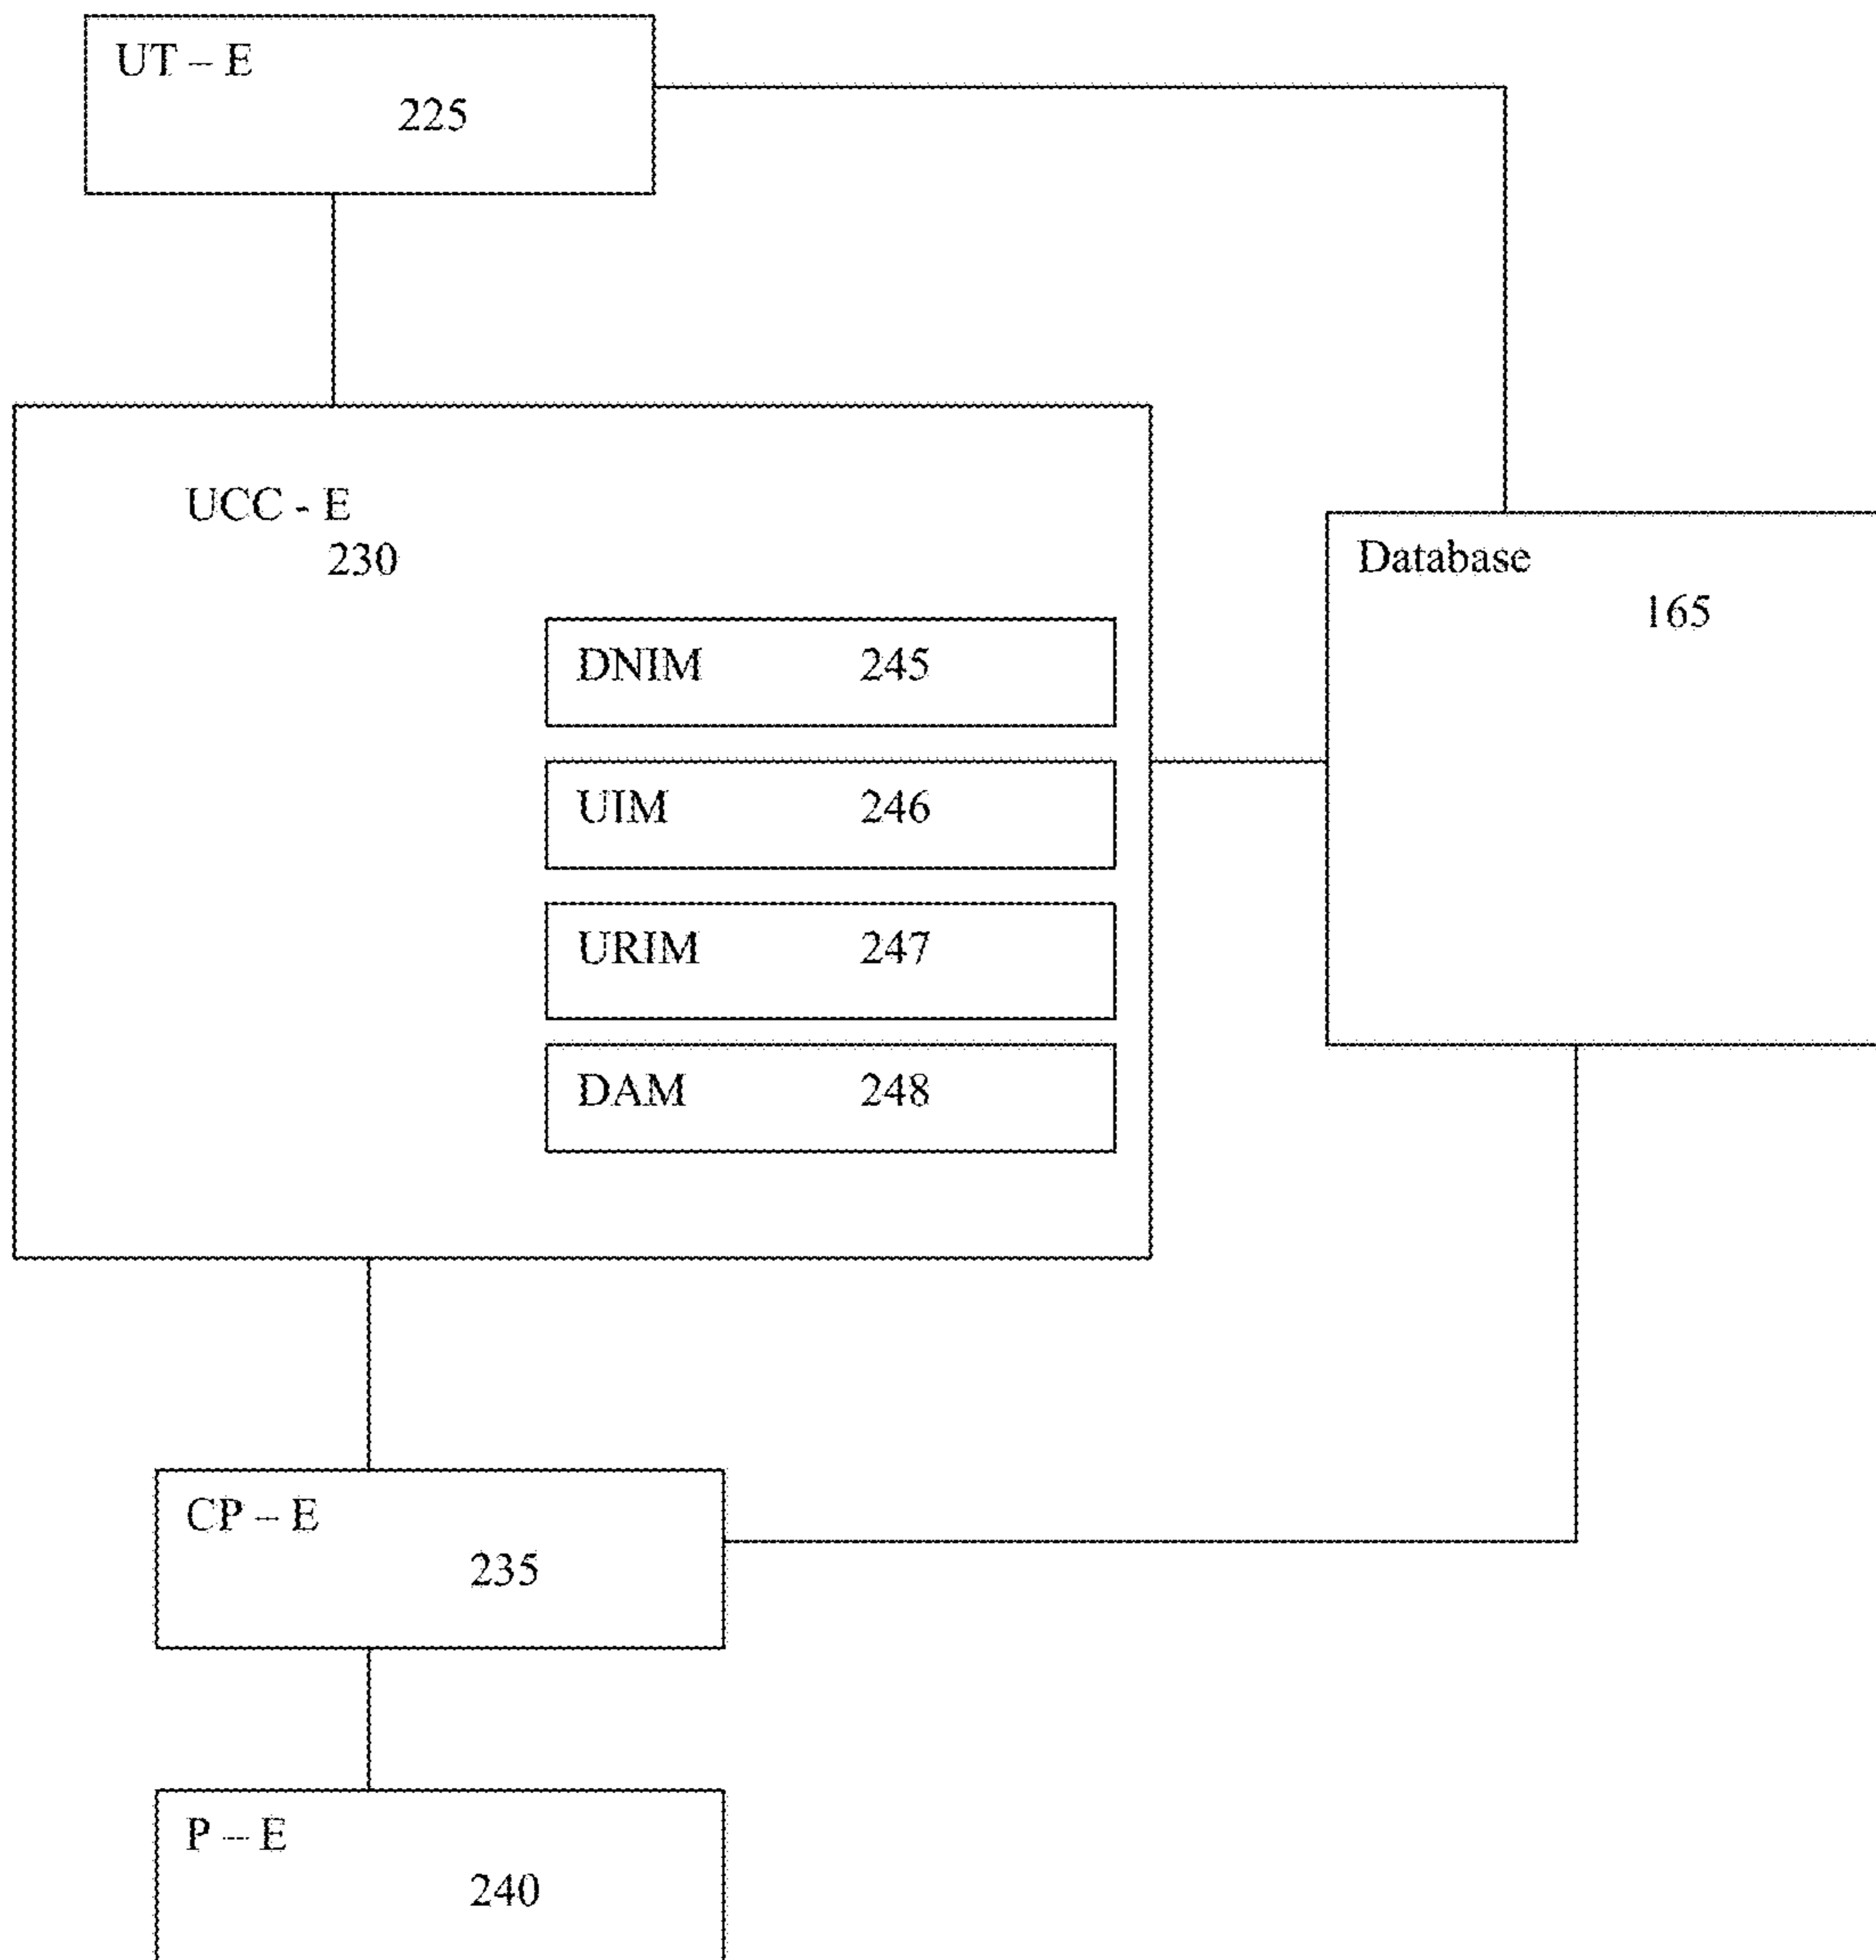 UT – E
225
UCC - E
230
Database
165
DNIM 245
UIM 246
URIM 247
DAM 248
CP – E
235
P – E
240